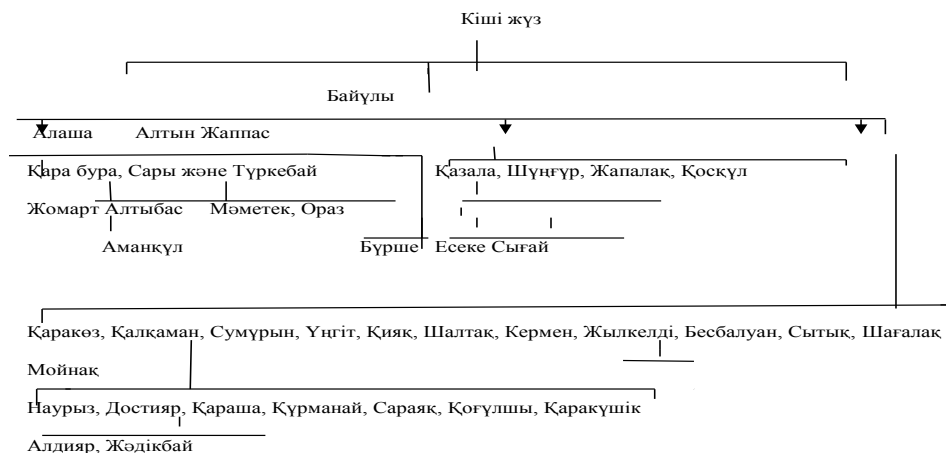 Кіші жүз
Байұлы
Алаша Алтын Жаппас
Қара бура, Сары және Түркебай Қазала, Шұңғұр, Жапалақ, Қосқұл
Жомарт Алтыбас Мәметек, Ораз
Аманқұл Бүрше Есеке Сығай
Қаракөз, Қалқаман, Сумұрын, Үңгіт, Қияқ, Шалтақ, Кермен, Жылкелді, Бесбалуан, Сытық, Шағалақ
Мойнақ
Наурыз, Достияр, Қараша, Құрманай, Сараяқ, Қоғұлшы, Қаракүшік
Алдияр, Жәдікбай